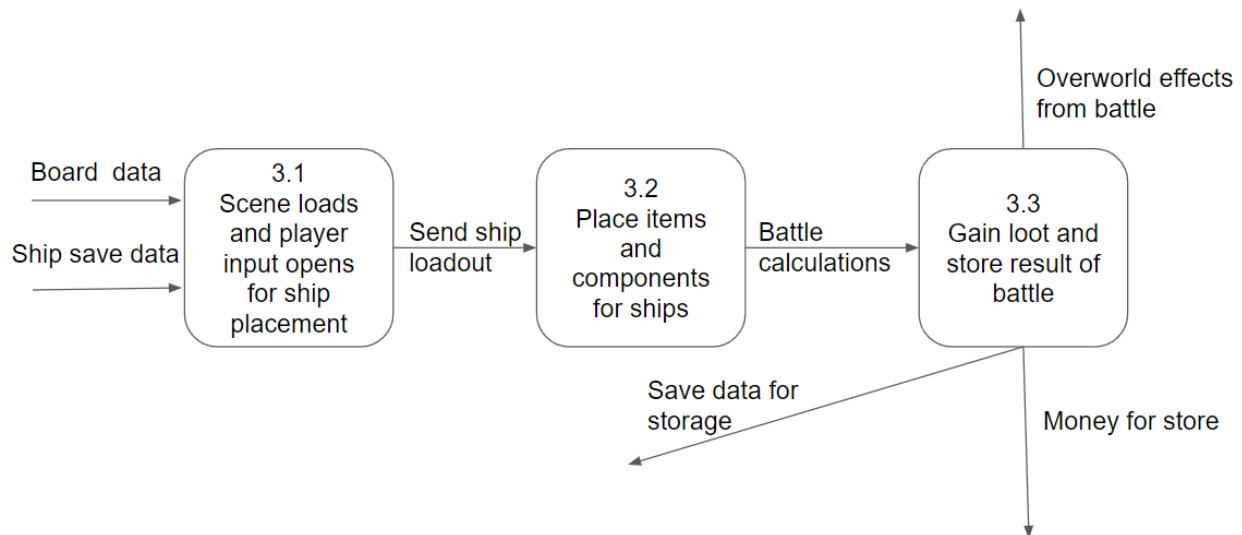 Board data
Ship save data
3.1
Scene loads
and player
input opens
for ship
placement
Send ship
loadout
3.2
Place items
and
components
for ships
Battle
calculations
3.3
Gain loot and
store result of
battle
Overworld effects
from battle
Save data for
storage
Money for store